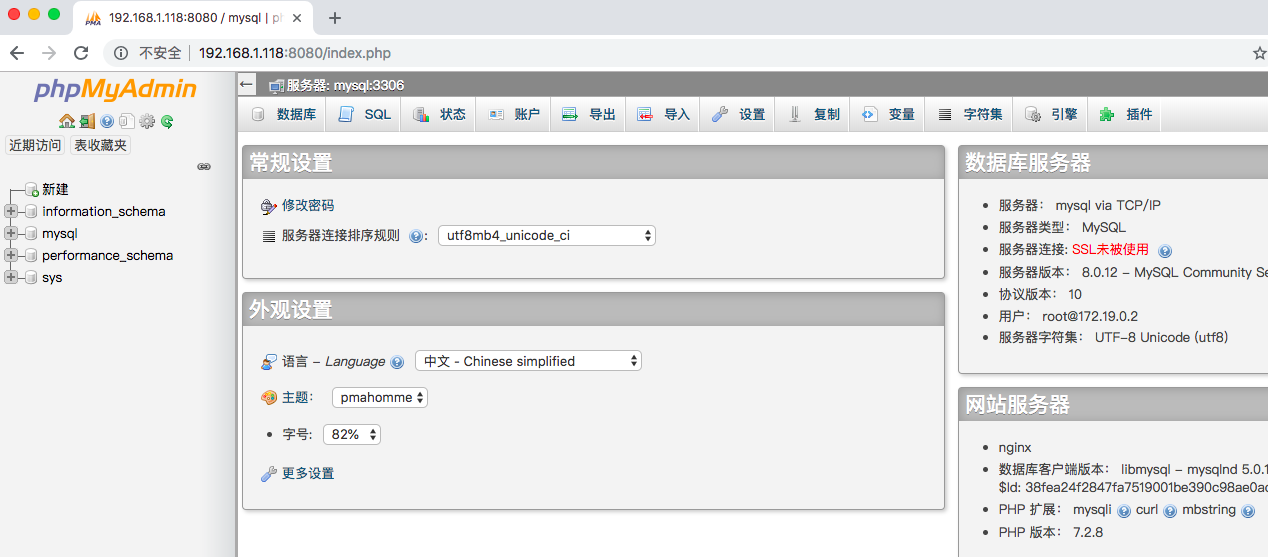 192.168.1.118:8080 / mysql | ph
不安全 192.168.1.118:8080/index.php
phpMyAdmin
近期访问 表收藏夹
新建
information_schema
mysql
performance_schema
sys
服务器: mysql:3306
数据库 SQL 状态 账户 导出 导入 设置 复制 变量 字符集 引擎 插件
常规设置
修改密码
服务器连接排序规则 : utf8mb4_unicode_ci
外观设置
语言 - Language 中文 - Chinese simplified
主题: pmahomme
字号: 82%
更多设置
数据库服务器
服务器: mysql via TCP/IP
服务器类型: MySQL
服务器连接: SSL未被使用
服务器版本: 8.0.12 - MySQL Community Se
协议版本: 10
用户: root@172.19.0.2
服务器字符集: UTF-8 Unicode (utf8)
网站服务器
nginx
数据库客户端版本: libmysql - mysqlnd 5.0.1
$Id: 38fea24f2847fa7519001be390c98ae0ac
PHP 扩展: mysqli curl mbstring
PHP 版本: 7.2.8